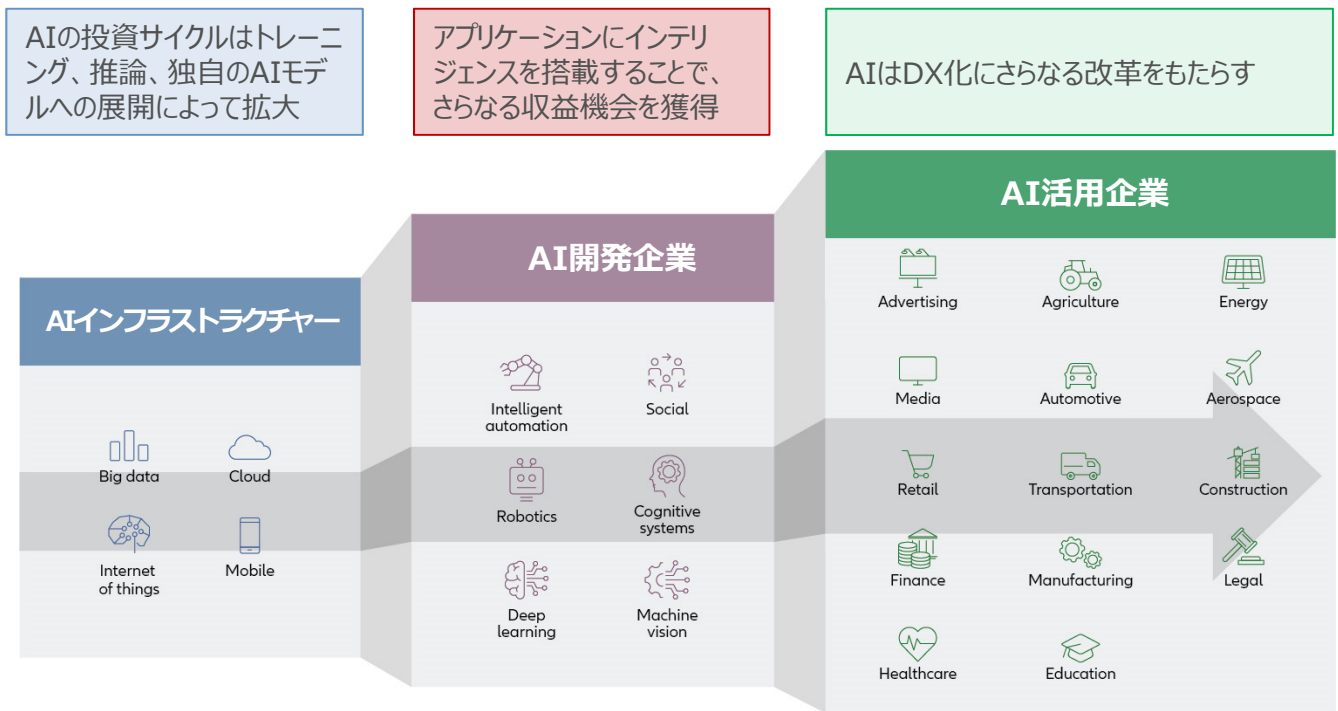 AIの投資サイクルはトレーニ
ング、推論、独自のAIモデ
ルへの展開によって拡大
アプリケーションにインテリ
ジェンスを搭載することで、
さらなる収益機会を獲得
AIはDX化にさらなる改革をもたらす
AIインフラストラクチャー
Big data
Cloud
Internet
of things
Mobile
AI開発企業
Intelligent
automation
Social
Robotics
Cognitive
systems
Deep
learning
Machine
vision
AI活用企業
Advertising
Agriculture
Energy
Media
Automotive
Aerospace
Retail
Transportation
Construction
Finance
Manufacturing
Legal
Healthcare
Education